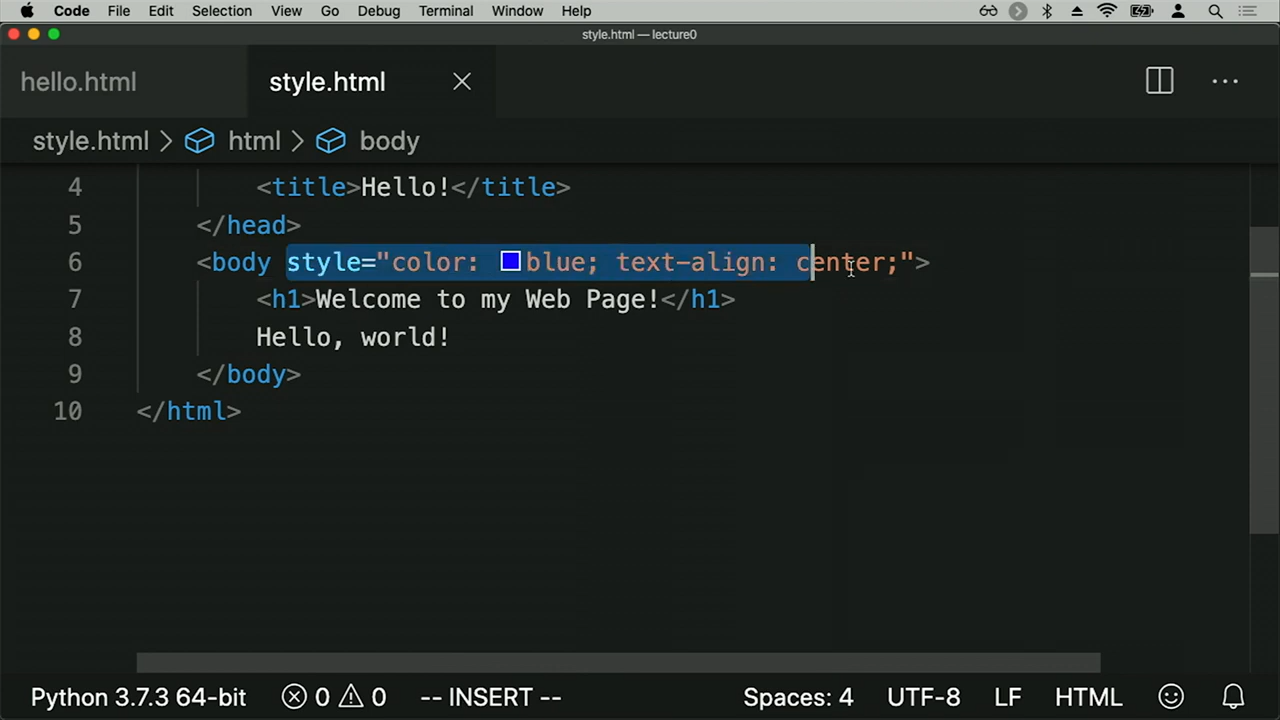 Code File Edit Selection View Go Debug Terminal Window Help
style.html — lecture0
hello.html style.html
style.html > html > body
4 <title>Hello!</title>
5 </head>
6 <body style="color: blue; text-align: center;">
7 <h1>Welcome to my Web Page!</h1>
8 Hello, world!
9 </body>
10 </html>
Python 3.7.3 64-bit 0 0 -- INSERT -- Spaces: 4 UTF-8 LF HTML